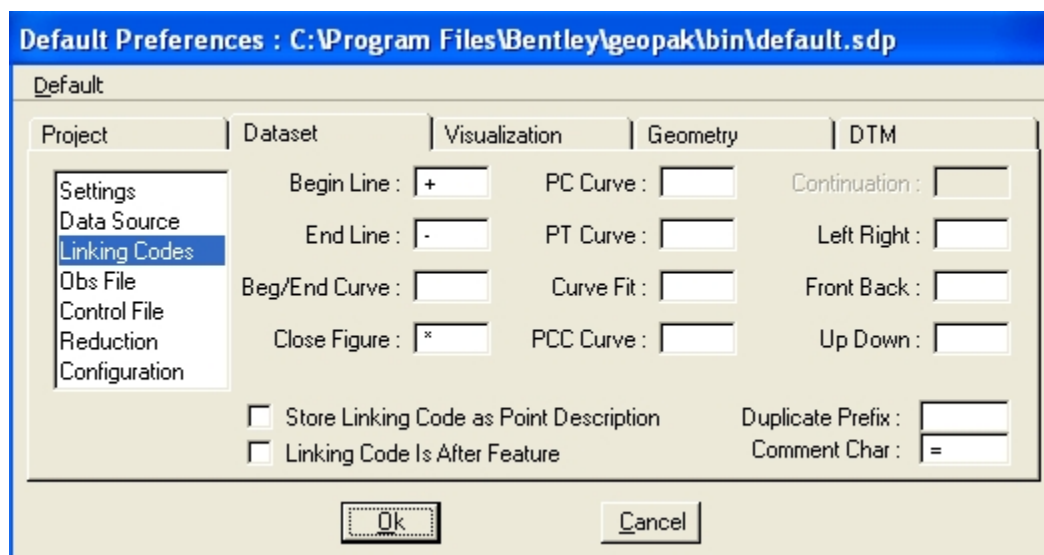 Default Preferences : C:\Program Files\Bentley\geopak\bin\default.sdp
Default
Project Dataset Visualization Geometry DTM
Settings
Data Source
Linking Codes
Obs File
Control File
Reduction
Configuration
Begin Line : + PC Curve : Continuation :
End Line : - PT Curve : Left Right :
Beg/End Curve : Curve Fit : Front Back :
Close Figure : * PCC Curve : Up Down :
Store Linking Code as Point Description Duplicate Prefix :
Linking Code Is After Feature Comment Char : =
Ok Cancel